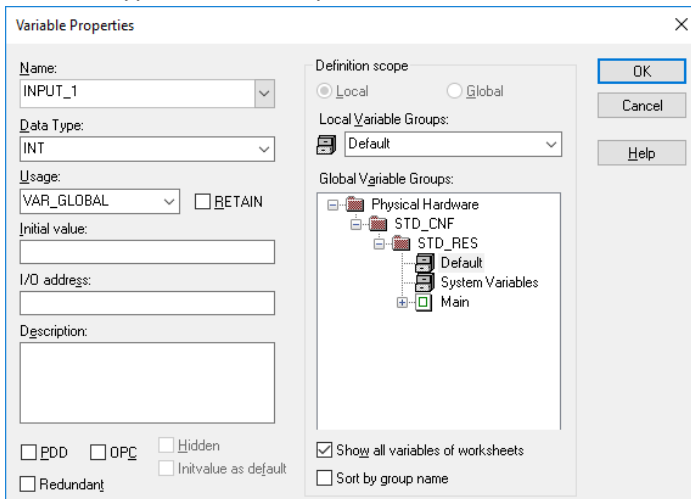 Variable Properties
Name:
INPUT_1
Data Type:
INT
Usage:
VAR_GLOBAL
RETAIN
Initial value:
I/O address:
Description:
PDD
OPC
Hidden
Initvalue as default
Redundant
Definition scope
Local
Global
Local Variable Groups:
Default
Global Variable Groups:
Physical Hardware
STD_CNF
STD_RES
Default
System Variables
Main
Show all variables of worksheets
Sort by group name
OK
Cancel
Help